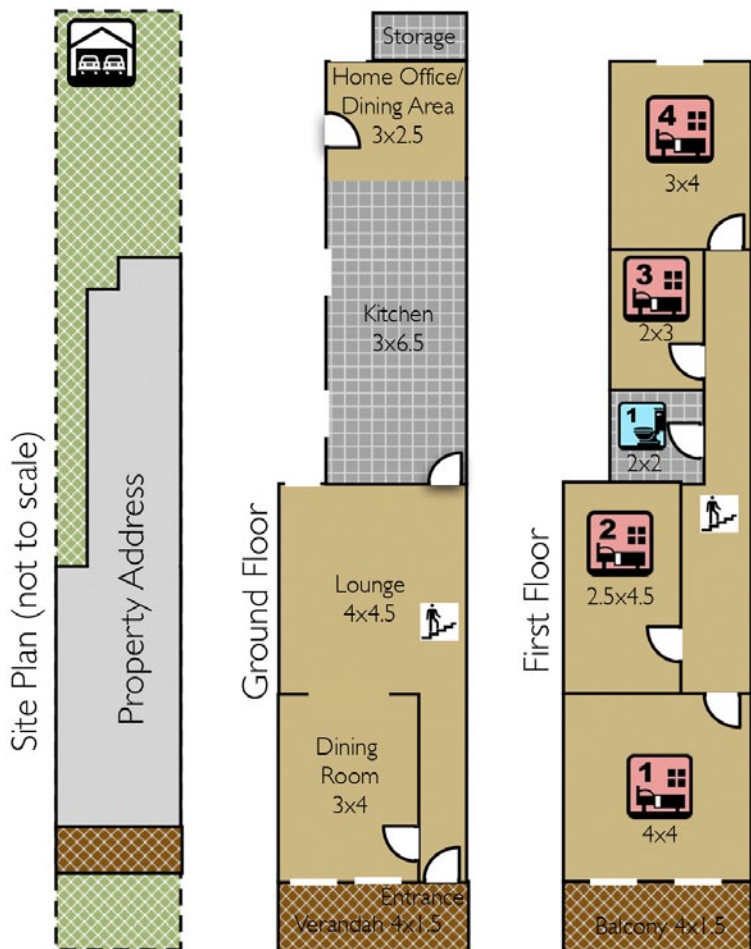 Site Plan (not to scale)
Property Address
Ground Floor
Storage
Home Office/
Dining Area
3x2.5
Kitchen
3x6.5
Lounge
4x4.5
Dining
Room
3x4
Entrance
Verandah 4x1.5
First Floor
4
3x4
3
2x3
1
2x2
2
2.5x4.5
1
4x4
Balcony 4x1.5